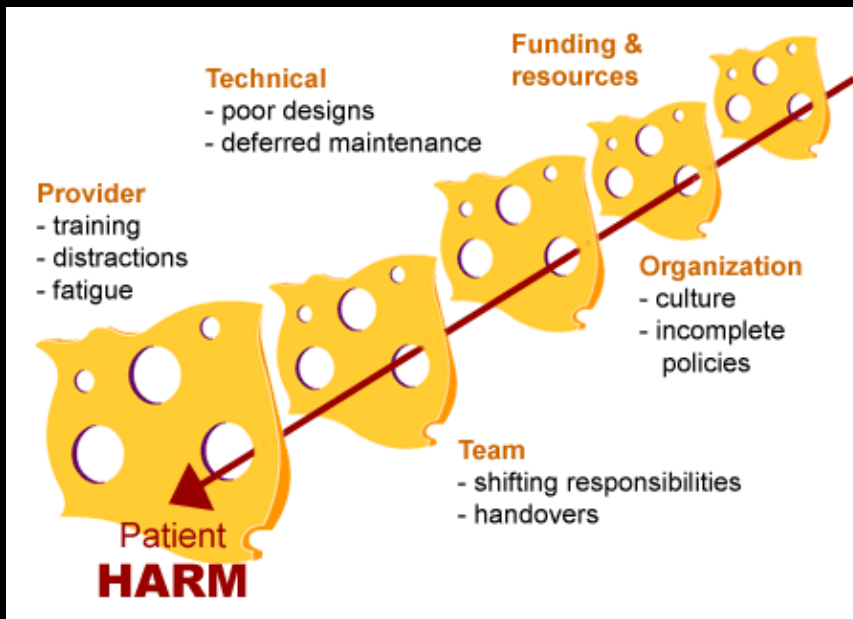 Funding &
resources
Technical
- poor designs
- deferred maintenance
Provider
- training
- distractions
- fatigue
Organization
- culture
- incomplete
policies
Team
- shifting responsibilities
- handovers
Patient
HARM